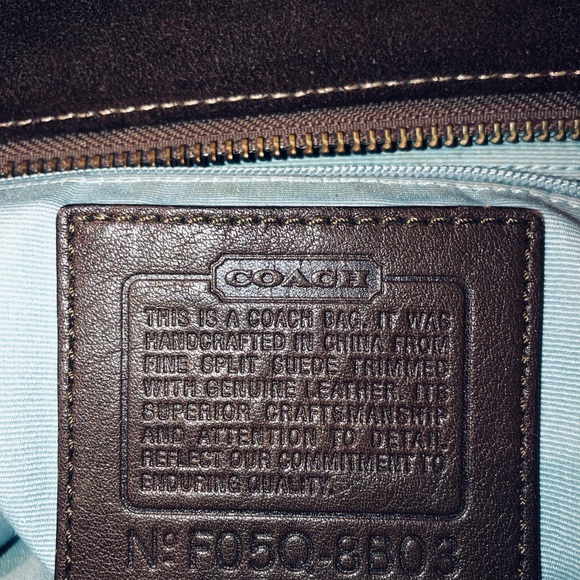 COACH
THIS IS A COACH BAG. IT WAS
HANDCRAFTED IN CHINA FROM
FINE SPLIT SUEDE TRIMMED
WITH GENUINE LEATHER. ITS
SUPERIOR CRAFTSMANSHIP
AND ATTENTION TO DETAIL
REFLECT OUR COMMITMENT TO
ENDURING QUALITY.
Nº F05Q-8B03